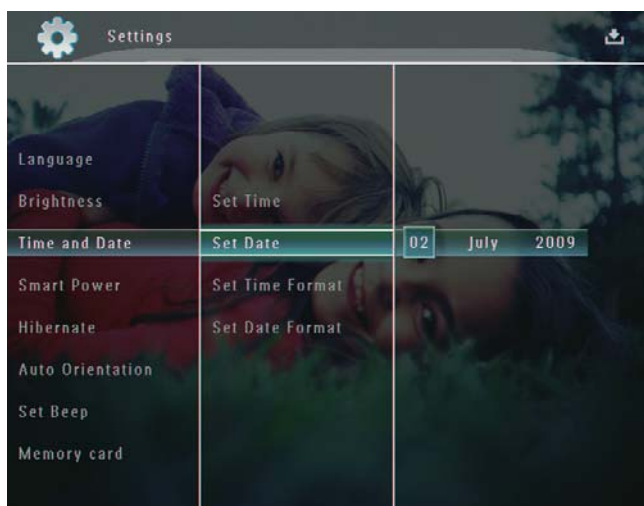 Settings
Language
Brightness
Time and Date
Smart Power
Hibernate
Auto Orientation
Set Beep
Memory card
Set Time
Set Date
Set Time Format
Set Date Format
02 July 2009